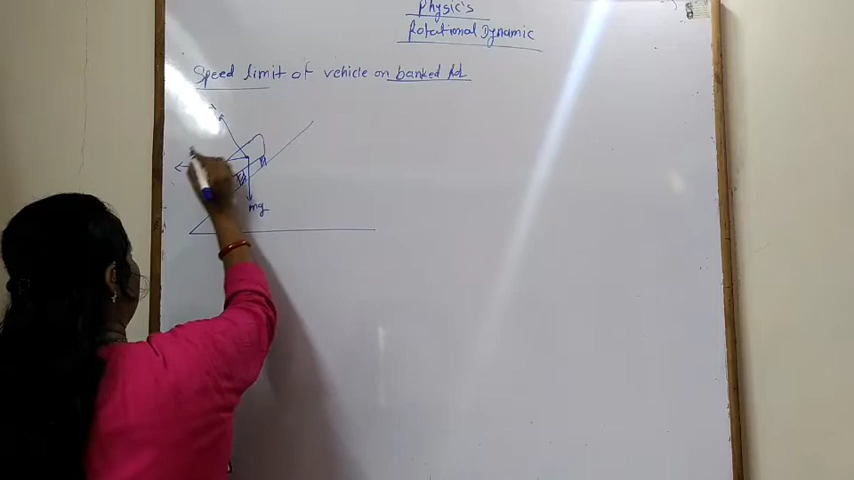 Physic's
Rotational Dynamic
Speed limit of vehicle on banked Rd
mg